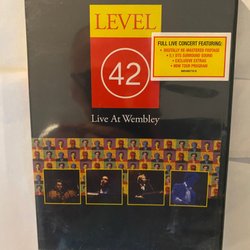 LEVEL
42
FULL LIVE CONCERT FEATURING:
• DIGITALLY RE-MASTERED FOOTAGE
• 5.1 DTS SURROUND SOUND
• EXCLUSIVE EXTRAS
• NEW TOUR PROGRAM
Live At Wembley